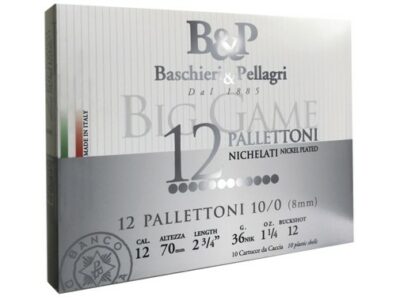 B&P
Baschieri & Pellagri
Dal 1885
BIG GAME
12 PALLETTONI
NICHELATI NICKEL PLATED
MADE IN ITALY
12 PALLETTONI 10/0 (8mm)
CAL. ALTEZZA LENGTH G. OZ. BUCKSHOT
12 70mm 2 3/4" 36NIK 1 1/4 12
10 Cartucce da Caccia 10 plastic shells
BANCO